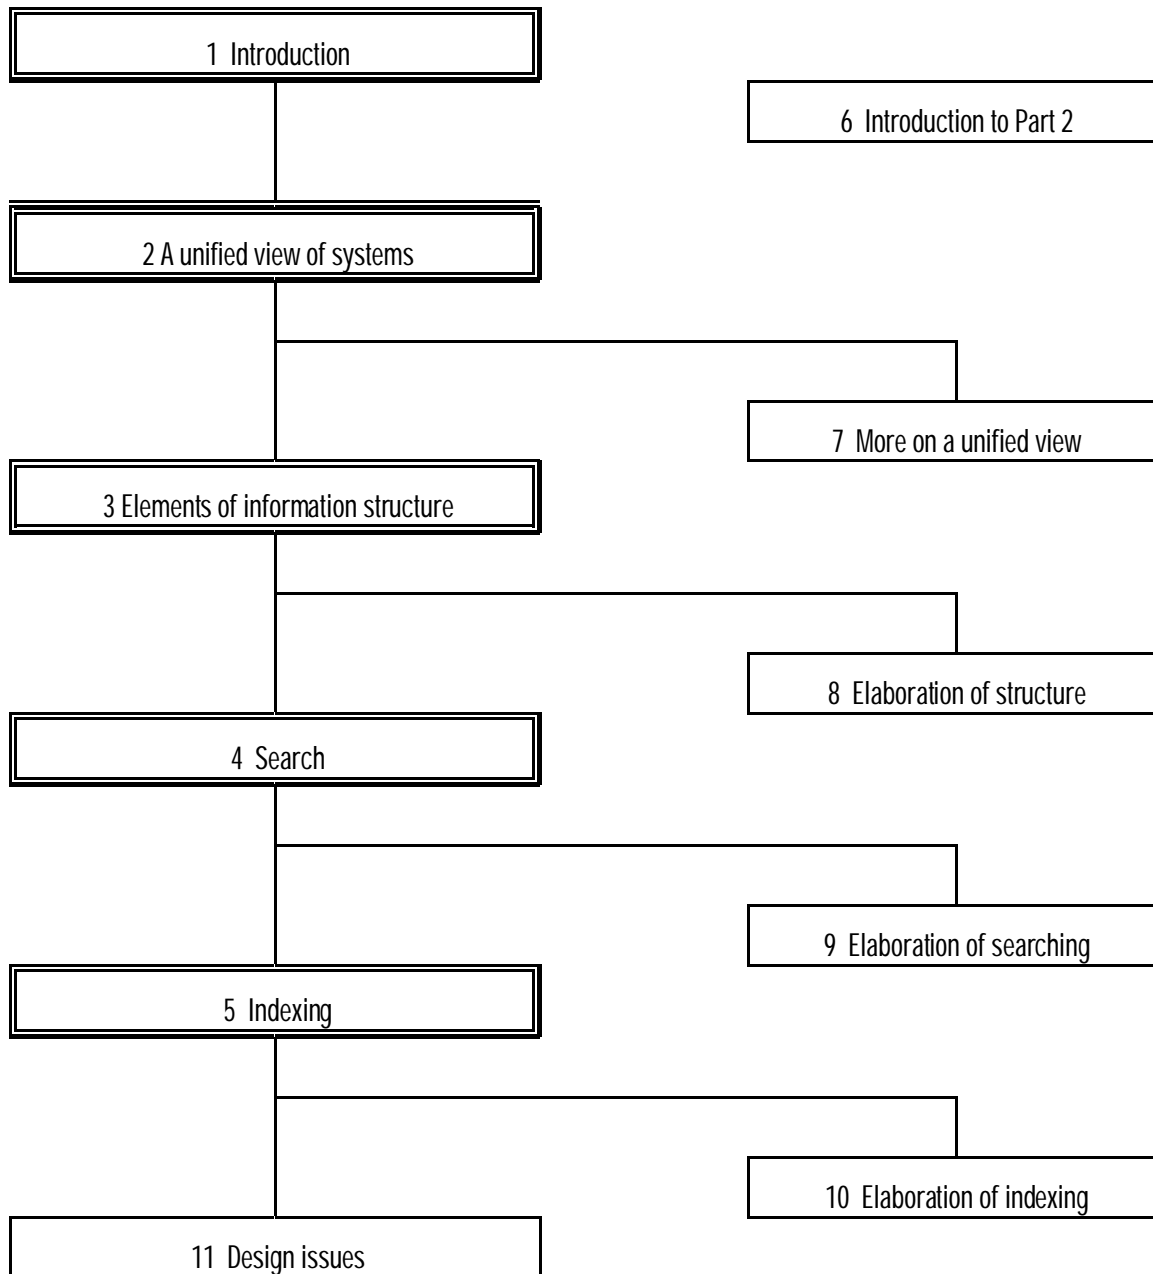 1 Introduction
6 Introduction to Part 2
2 A unified view of systems
7 More on a unified view
3 Elements of information structure
8 Elaboration of structure
4 Search
9 Elaboration of searching
5 Indexing
10 Elaboration of indexing
11 Design issues